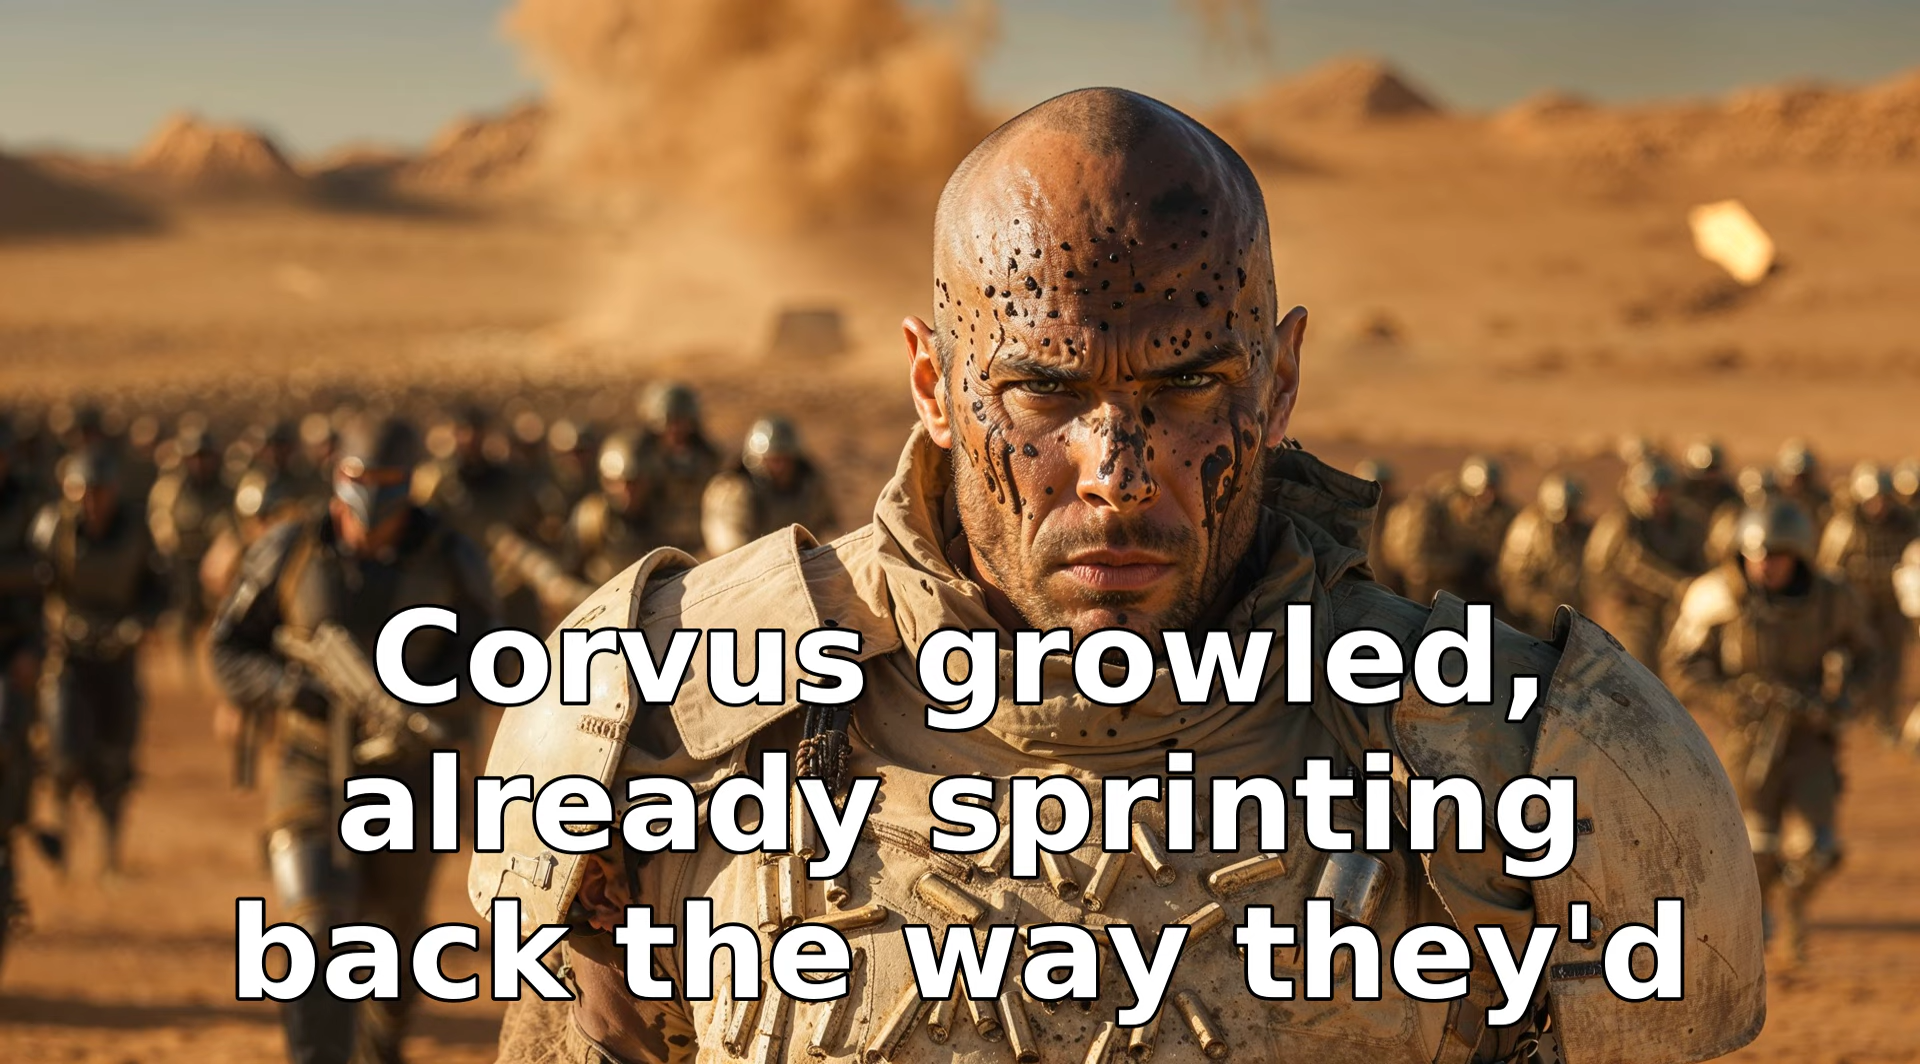 Corvus growled,
already sprinting
back the way they'd